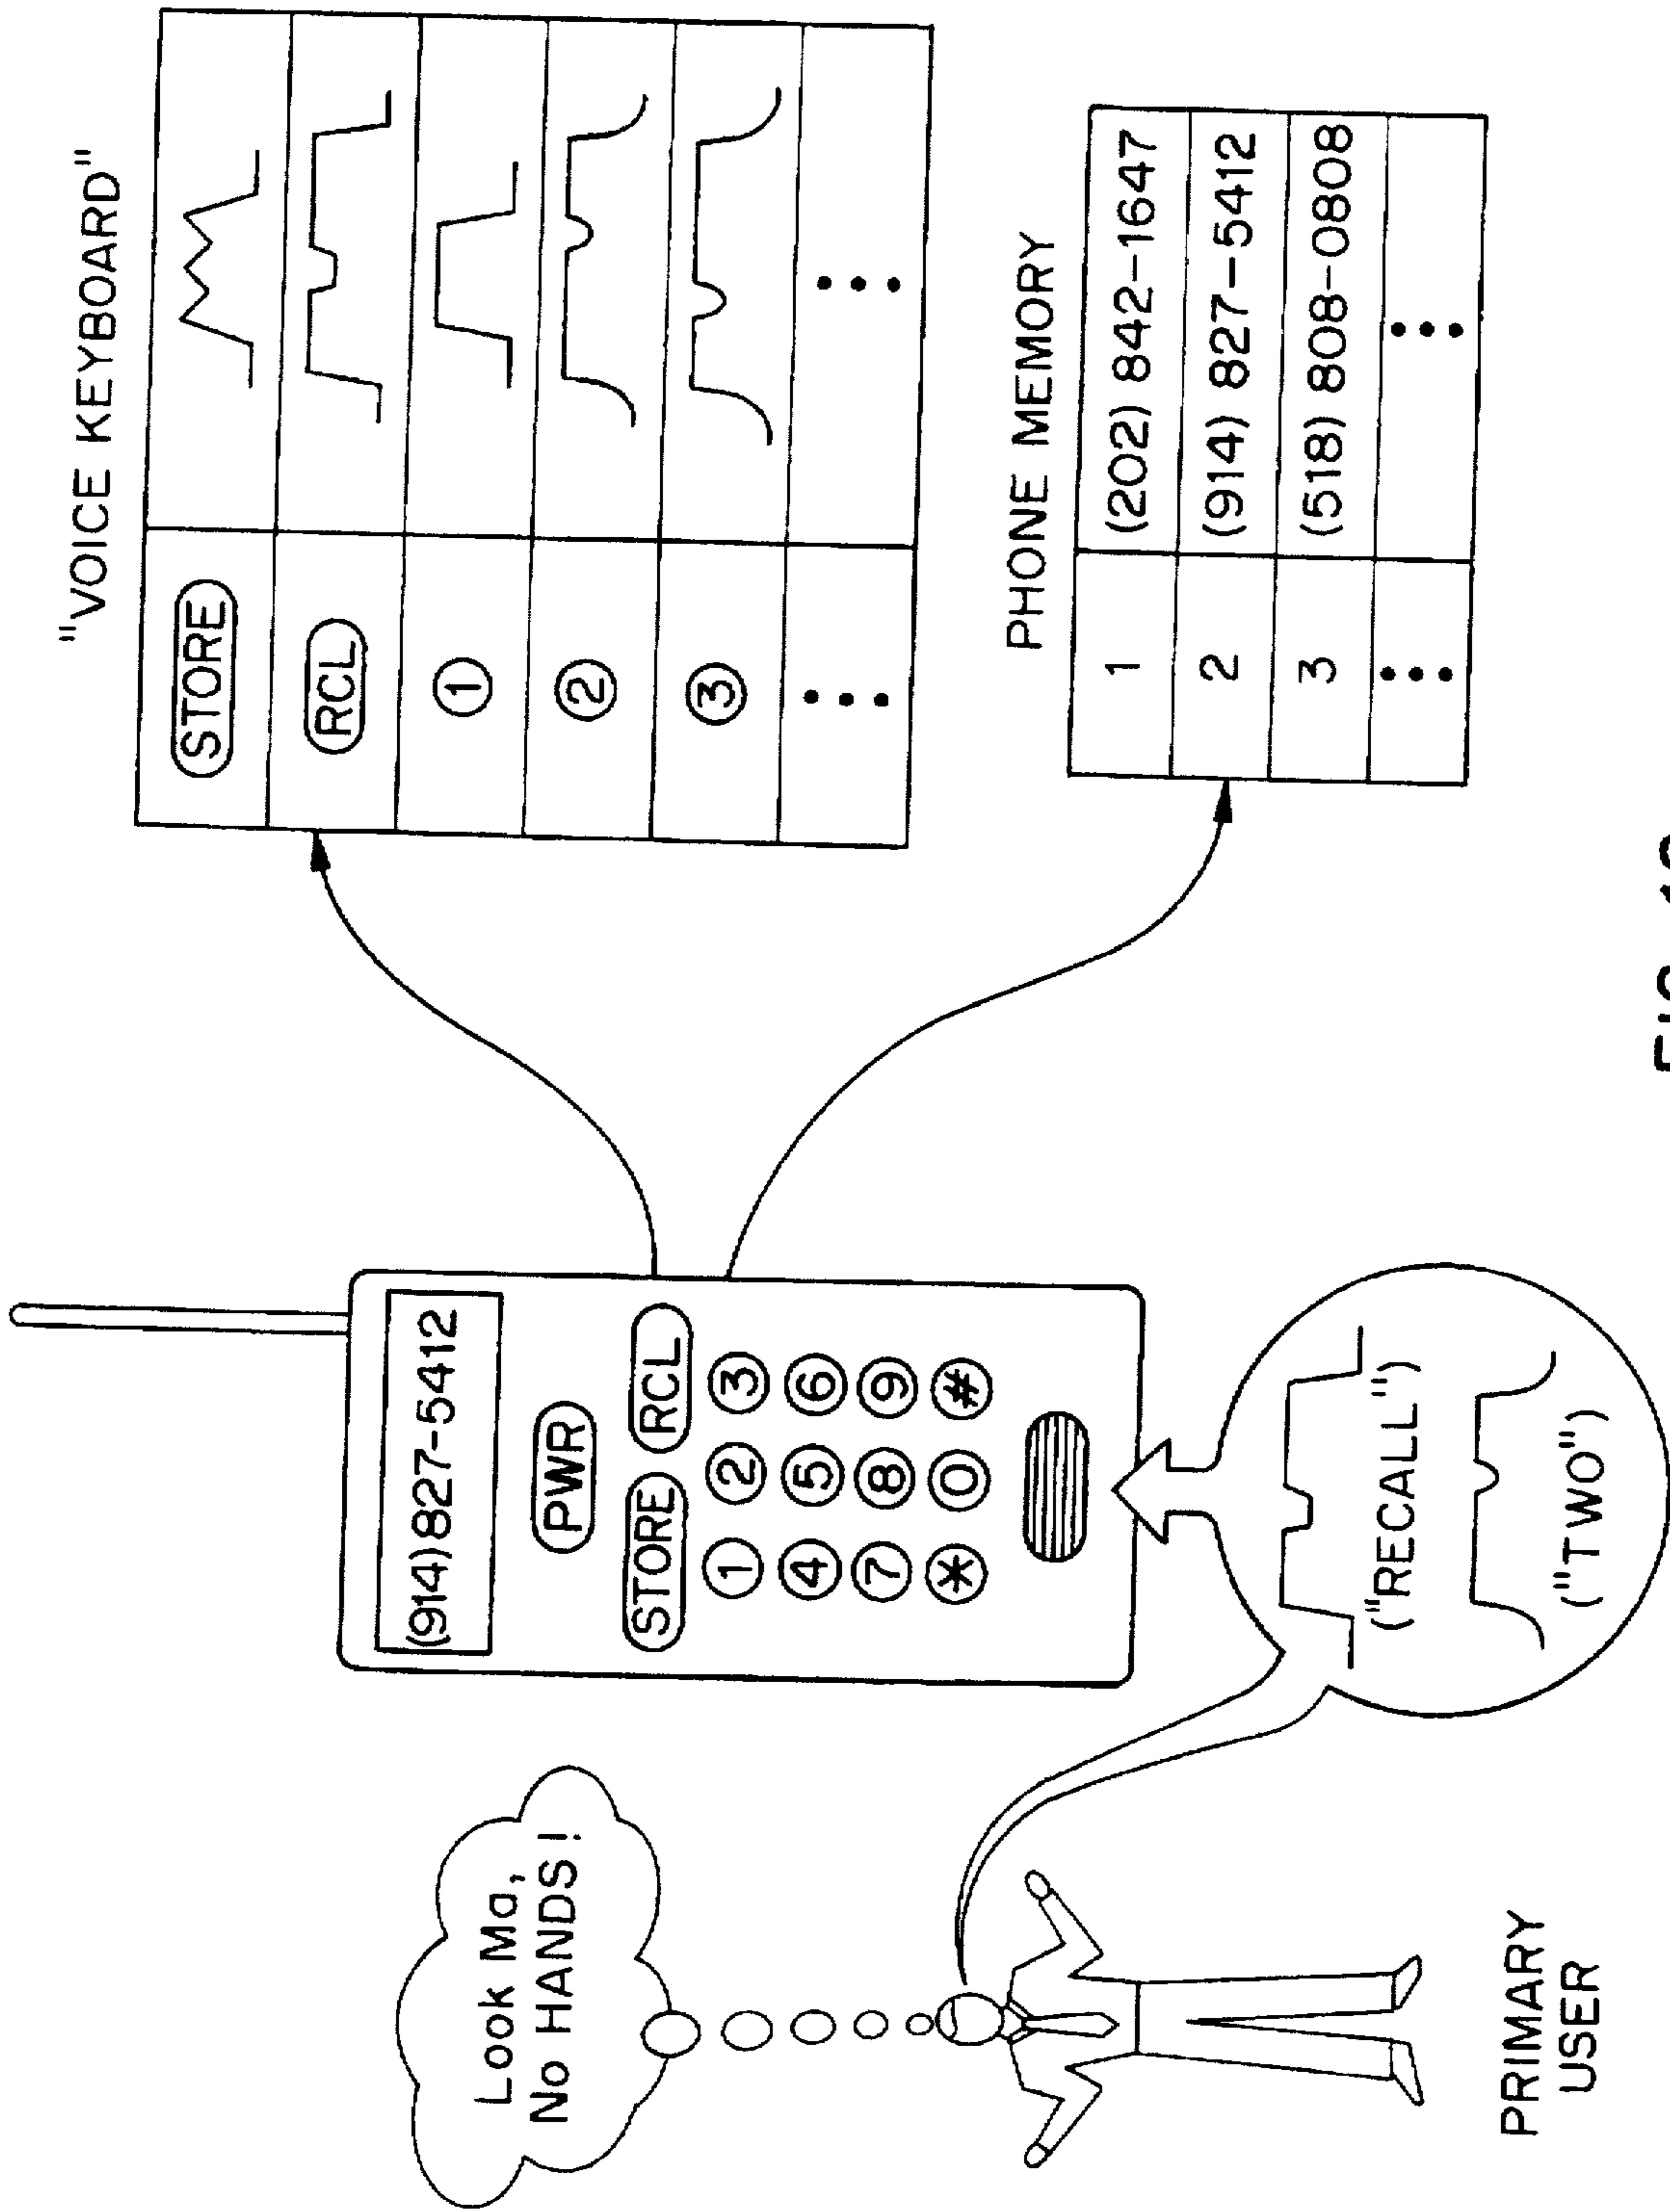 "VOICE KEYBOARD"
STORE
RCL
1
2
3
PHONE MEMORY
1 (202) 842-1647
2 (914) 827-5412
3 (518) 808-0808
(914) 827-5412
PWR
STORE RCL
1 2 3
4 5 6
7 8 9
* 0 #
Look Ma,
No HANDS!
("RECALL")
("TWO")
PRIMARY
USER